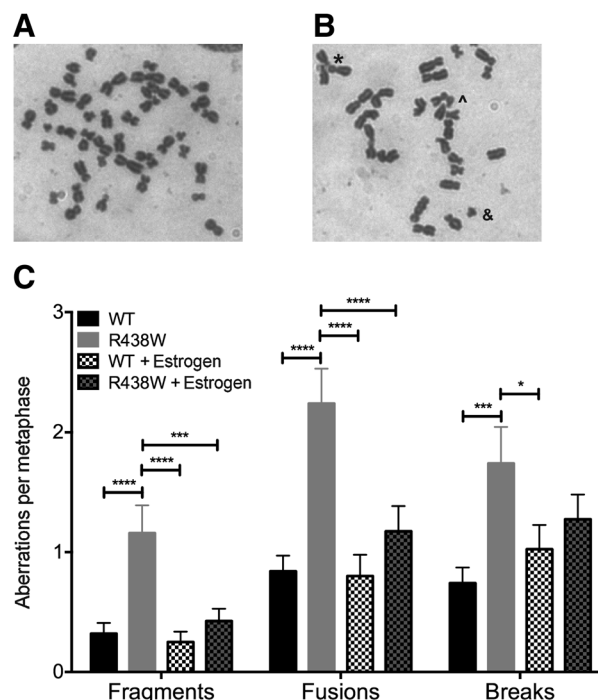 A
B
*
^
&
C
3
2
1
0
Aberrations per metaphase
WT
R438W
WT + Estrogen
R438W + Estrogen
****
****
***
****
****
****
***
*
Fragments
Fusions
Breaks